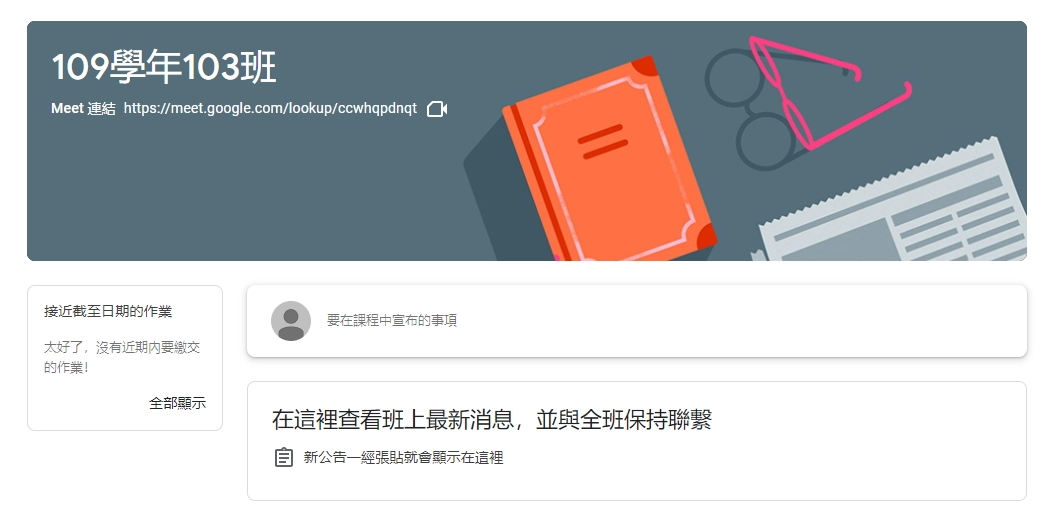 109學年103班
Meet 連結 https://meet.google.com/lookup/ccwhqpdnqt
接近截至日期的作業
太好了，沒有近期內要繳交
的作業！
全部顯示
要在課程中宣布的事項
在這裡查看班上最新消息，並與全班保持聯繫
新公告一經張貼就會顯示在這裡